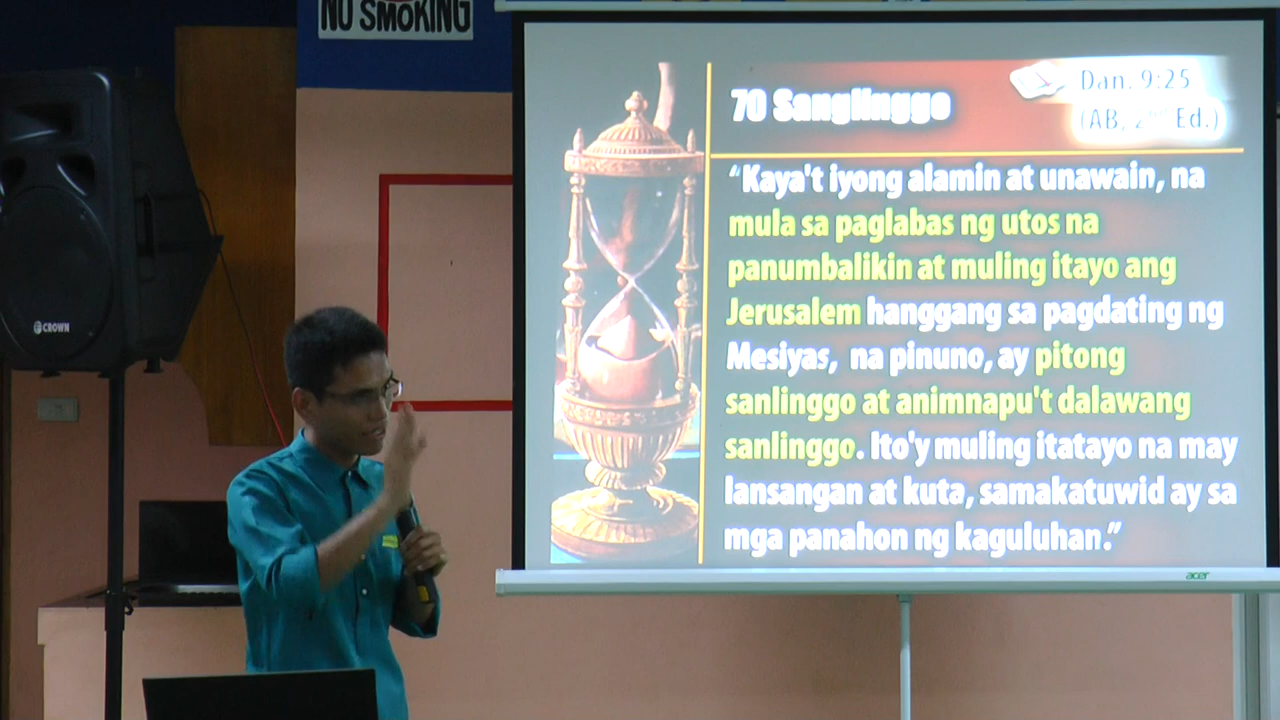 NO SMOKING
CROWN
70 Sanglinggo
Dan. 9:25
(AB, 2nd Ed.)
“Kaya't iyong alamin at unawain, na
mula sa paglabas ng utos na
panumbalikin at muling itayo ang
Jerusalem hanggang sa pagdating ng
Mesiyas, na pinuno, ay pitong
sanlinggo at animnapu't dalawang
sanlinggo. Ito'y muling itatayo na may
lansangan at kuta, samakatuwid ay sa
mga panahon ng kaguluhan.”
acer